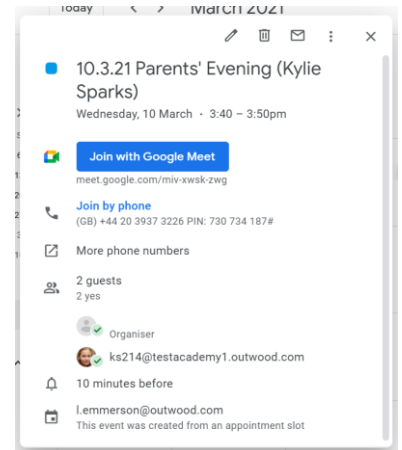 Today < > March 2021
10.3.21 Parents' Evening (Kylie
Sparks)
Wednesday, 10 March · 3:40 – 3:50pm
Join with Google Meet
meet.google.com/miv-xwsk-zwg
Join by phone
(GB) +44 20 3937 3226 PIN: 730 734 187#
More phone numbers
2 guests
2 yes
Organiser
ks214@testacademy1.outwood.com
10 minutes before
l.emmerson@outwood.com
This event was created from an appointment slot